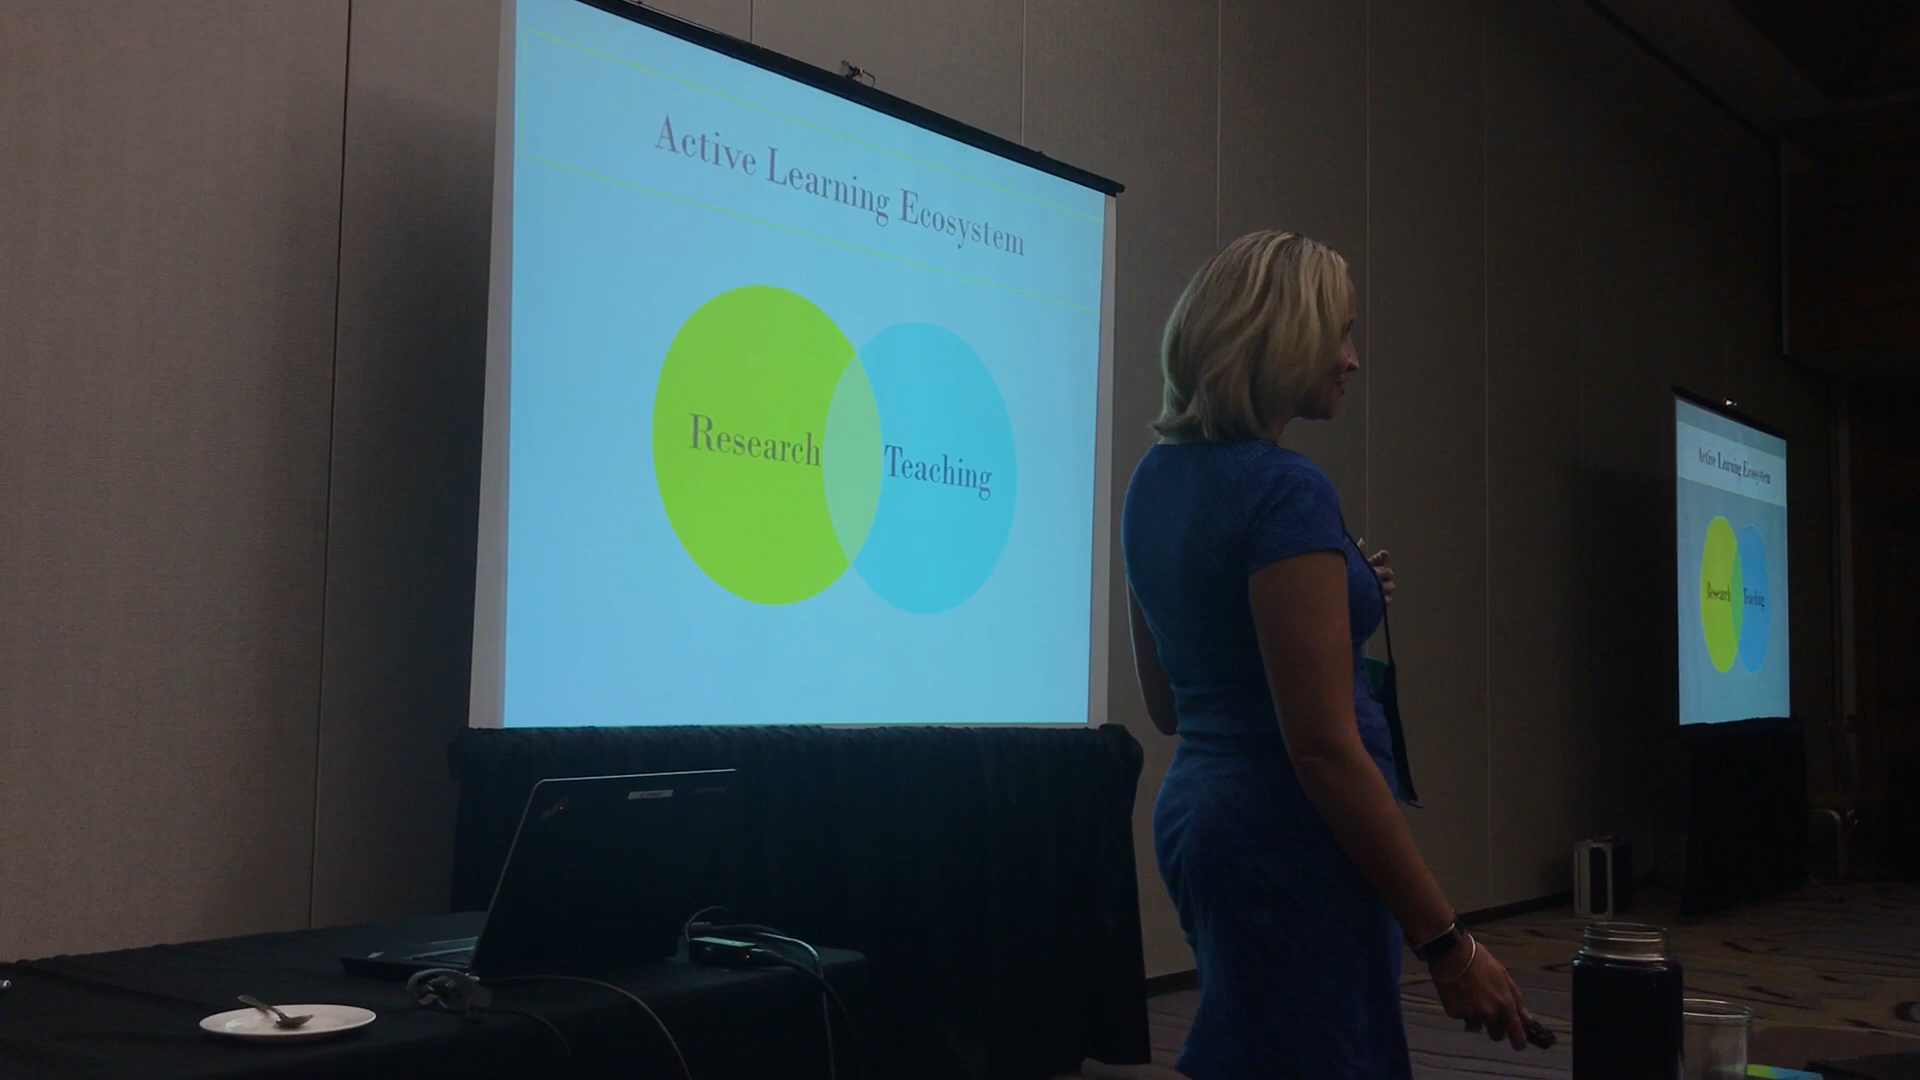 Active Learning Ecosystem
Research
Teaching
Active Learning Ecosystem
Research
Teaching